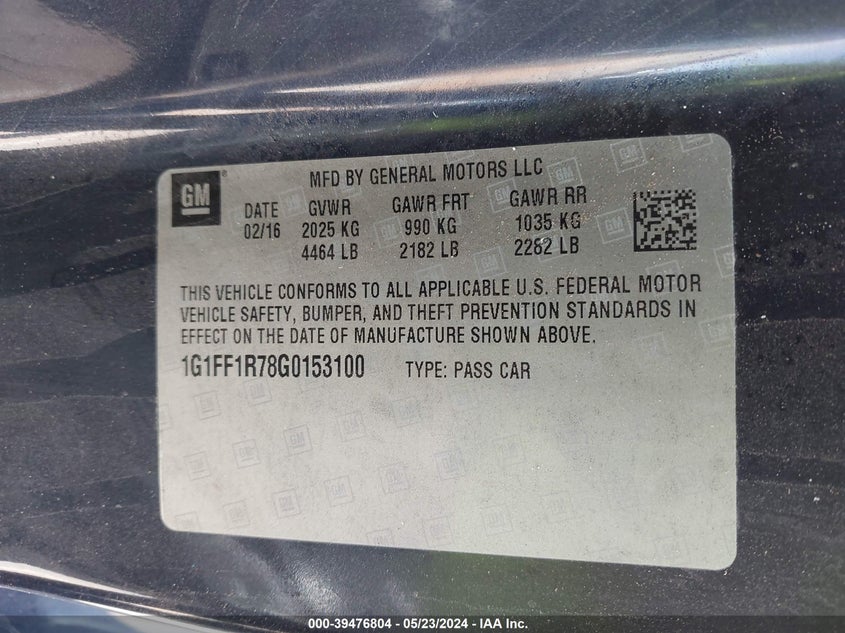 GM
MFD BY GENERAL MOTORS LLC
DATE GVWR GAWR FRT GAWR RR
02/16 2025 KG 990 KG 1035 KG
4464 LB 2182 LB 2282 LB
THIS VEHICLE CONFORMS TO ALL APPLICABLE U.S. FEDERAL MOTOR
VEHICLE SAFETY, BUMPER, AND THEFT PREVENTION STANDARDS IN
EFFECT ON THE DATE OF MANUFACTURE SHOWN ABOVE.
1G1FF1R78G0153100 TYPE: PASS CAR
000-39476804 / 05/23/2024 / IAA Inc.